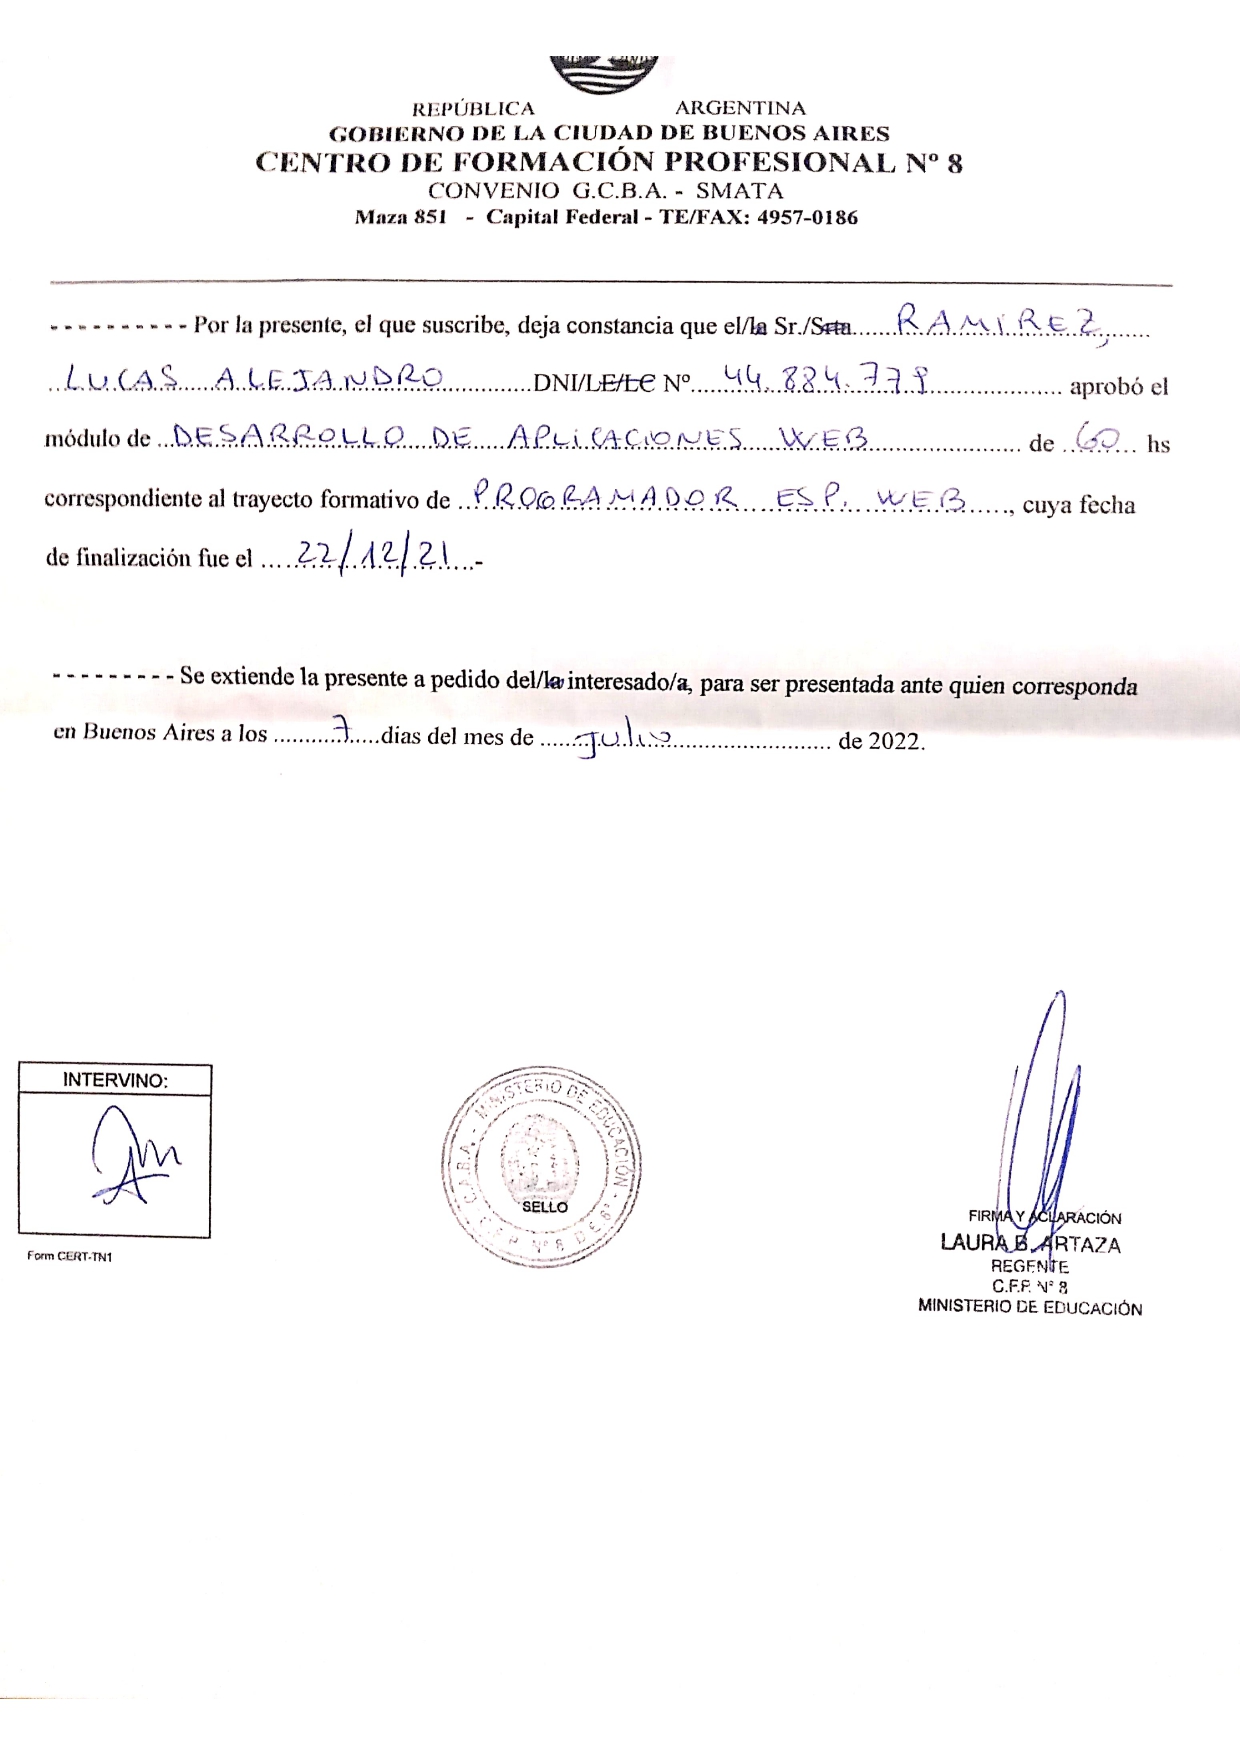 REPÚBLICA ARGENTINA
GOBIERNO DE LA CIUDAD DE BUENOS AIRES
CENTRO DE FORMACIÓN PROFESIONAL Nº 8
CONVENIO G.C.B.A. - SMATA
Maza 851 - Capital Federal - TE/FAX: 4957-0186
- - - - - - - - - - Por la presente, el que suscribe, deja constancia que el/la Sr./Srta......RAMIREZ,......
..LUCAS ALEJANDRO..............DNI/LE/LC Nº.....44.884.779.................... aprobó el
módulo de ..DESARROLLO DE APLICACIONES WEB........................ de ..60... hs
correspondiente al trayecto formativo de ..PROGRAMADOR ESP. WEB......, cuya fecha
de finalización fue el .....22/12/21....-
- - - - - - - - - Se extiende la presente a pedido del/la interesado/a, para ser presentada ante quien corresponda
en Buenos Aires a los ..........7.....dias del mes de ......julio......................... de 2022.
INTERVINO:
Form CERT-TN1
C.A.B.A. - MINISTERIO DE EDUCACIÓN -
SELLO
C.F.P. Nº 8 D.E. 6º
FIRMA Y ACLARACIÓN
LAURA B. ARTAZA
REGENTE
C.F.P. Nº 8
MINISTERIO DE EDUCACIÓN